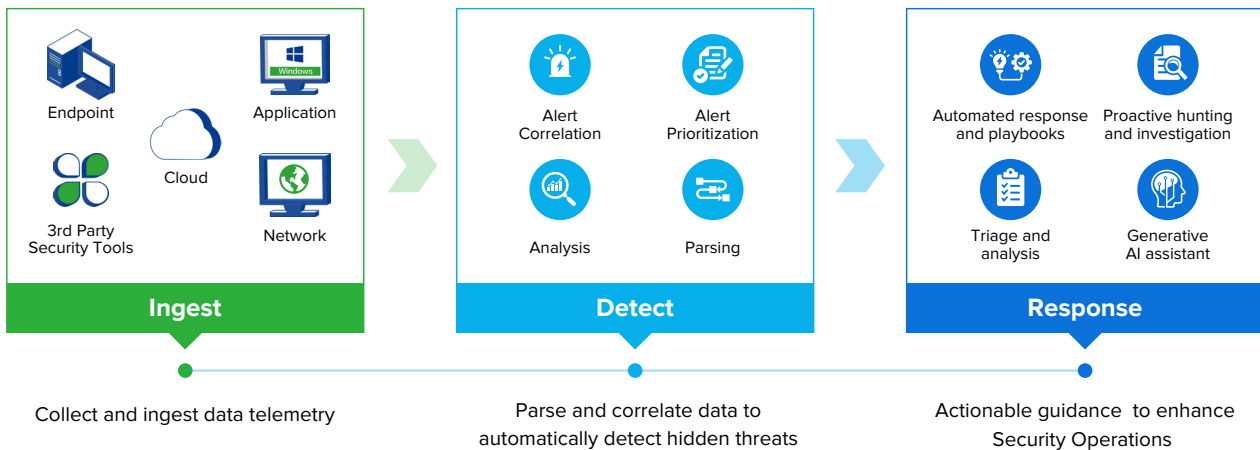 Endpoint
Windows
Application
Cloud
3rd Party
Security Tools
Network
Ingest
Collect and ingest data telemetry
Alert
Correlation
Alert
Prioritization
Analysis
Parsing
Detect
Parse and correlate data to
automatically detect hidden threats
Automated response
and playbooks
Proactive hunting
and investigation
Triage and
analysis
Generative
AI assistant
Response
Actionable guidance  to enhance
Security Operations